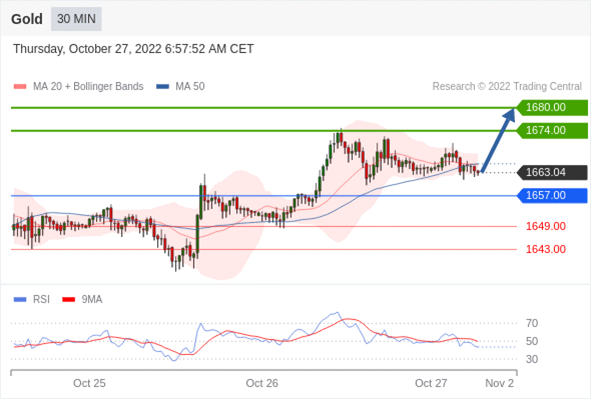 Gold 30 MIN
Thursday, October 27, 2022 6:57:52 AM CET
MA 20 + Bollinger Bands MA 50 Research © 2022 Trading Central
1680.00
1674.00
1663.04
1657.00
1649.00
1643.00
RSI 9MA
70
50
30
Oct 25 Oct 26 Oct 27 Nov 2